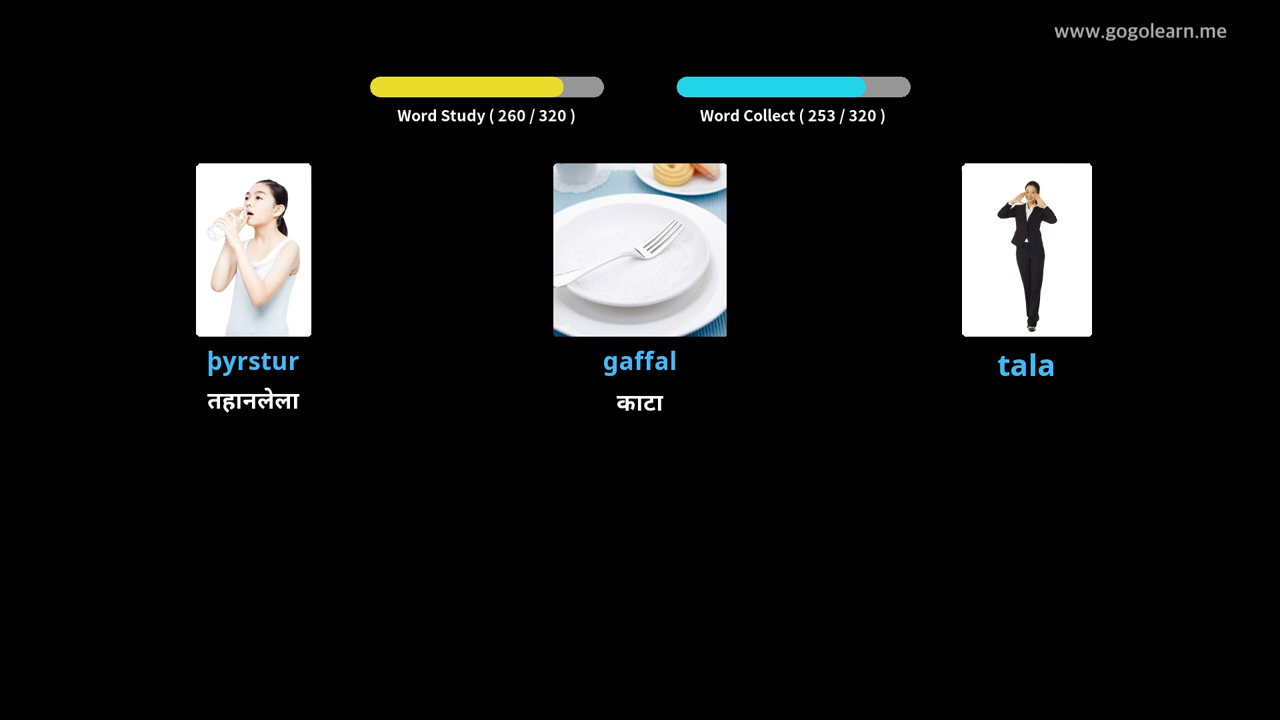 www.gogolearn.me
Word Study ( 260 / 320 )
Word Collect ( 253 / 320 )
þyrstur
तहानलेला
gaffal
काटा
tala